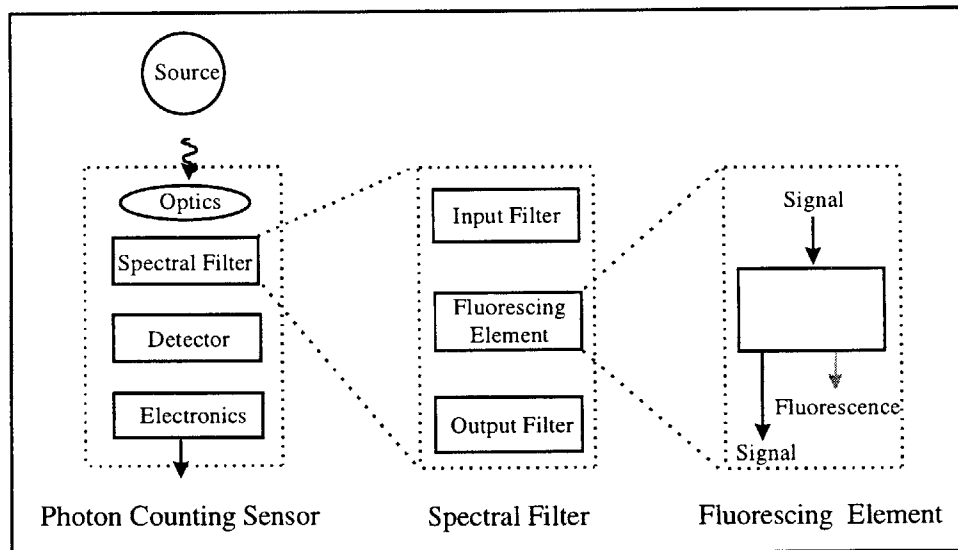 Source
Optics
Spectral Filter
Detector
Electronics
Photon Counting Sensor
Input Filter
Fluorescing
Element
Output Filter
Spectral Filter
Signal
Fluorescence
Signal
Fluorescing Element